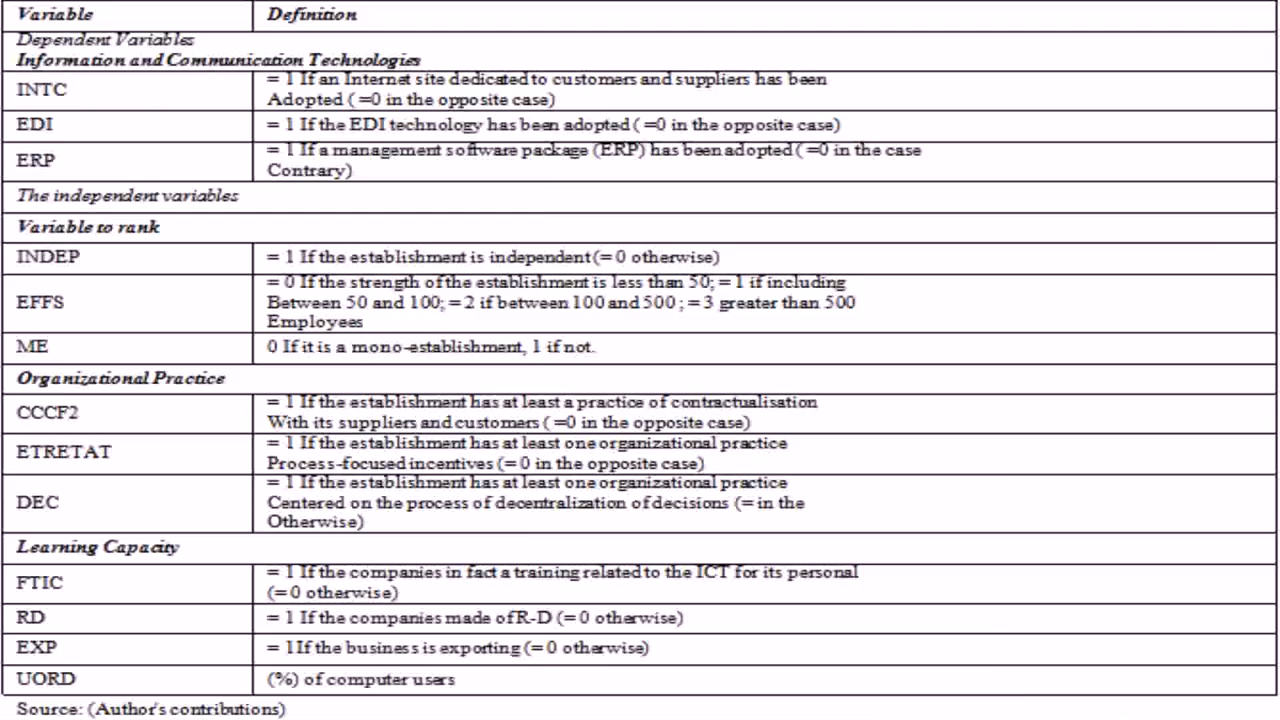 Variable Definition
Dependent Variables
Information and Communication Technologies
INTC = 1 If an Internet site dedicated to customers and suppliers has been
Adopted ( =0 in the opposite case)
EDI = 1 If the EDI technology has been adopted ( =0 in the opposite case)
ERP = 1 If a management software package (ERP) has been adopted ( =0 in the case
Contrary)
The independent variables
Variable to rank
INDEP = 1 If the establishment is independent (= 0 otherwise)
EFFS = 0 If the strength of the establishment is less than 50; = 1 if including
Between 50 and 100; = 2 if between 100 and 500 ; = 3 greater than 500
Employees
ME 0 If it is a mono-establishment, 1 if not.
Organizational Practice
CCCF2 = 1 If the establishment has at least a practice of contractualisation
With its suppliers and customers ( =0 in the opposite case)
ETRETAT = 1 If the establishment has at least one organizational practice
Process-focused incentives (= 0 in the opposite case)
DEC = 1 If the establishment has at least one organizational practice
Centered on the process of decentralization of decisions (= in the
Otherwise)
Learning Capacity
FTIC = 1 If the companies in fact a training related to the ICT for its personal
(= 0 otherwise)
RD = 1 If the companies made of R-D (= 0 otherwise)
EXP = 1If the business is exporting (= 0 otherwise)
UORD (%) of computer users
Source: (Author's contributions)